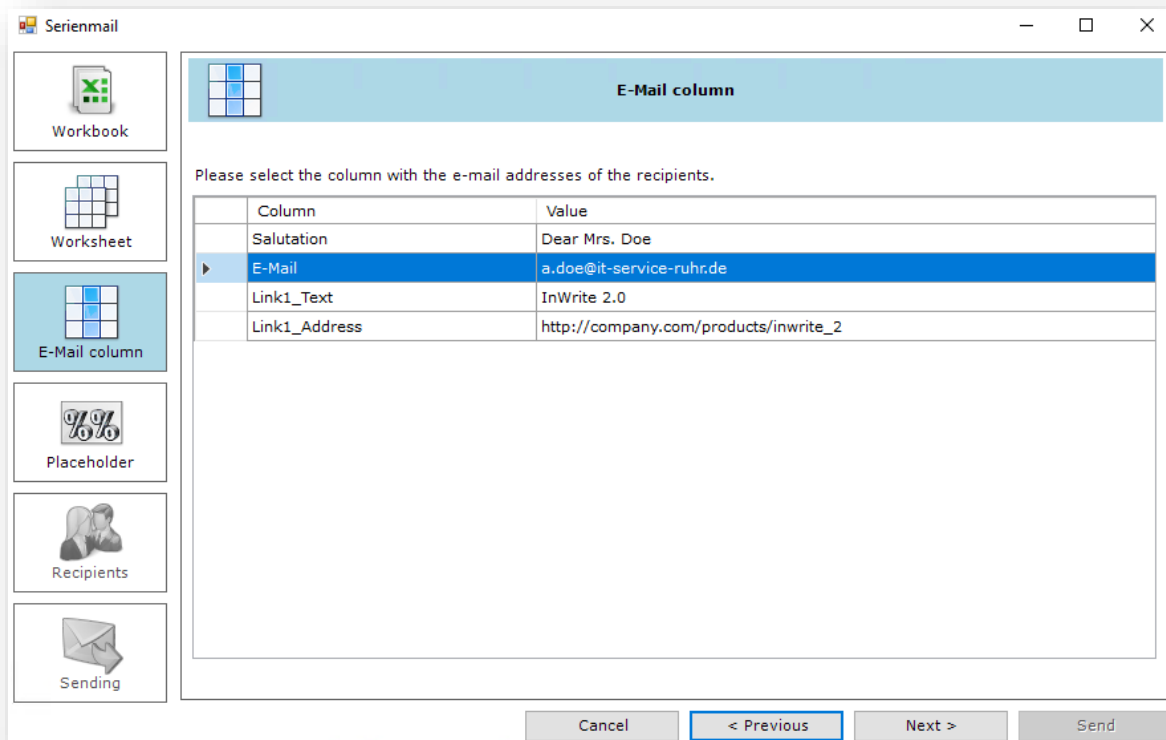 Serienmail
Workbook
Worksheet
E-Mail column
Placeholder
Recipients
Sending
E-Mail column
Please select the column with the e-mail addresses of the recipients.
Column Value
Salutation Dear Mrs. Doe
E-Mail a.doe@it-service-ruhr.de
Link1_Text InWrite 2.0
Link1_Address http://company.com/products/inwrite_2
Cancel < Previous Next > Send